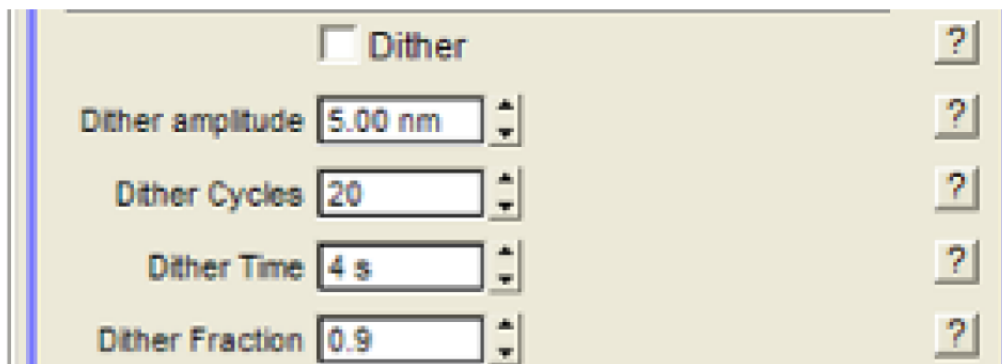 Dither ?
Dither amplitude 5.00 nm ?
Dither Cycles 20 ?
Dither Time 4 s ?
Dither Fraction 0.9 ?